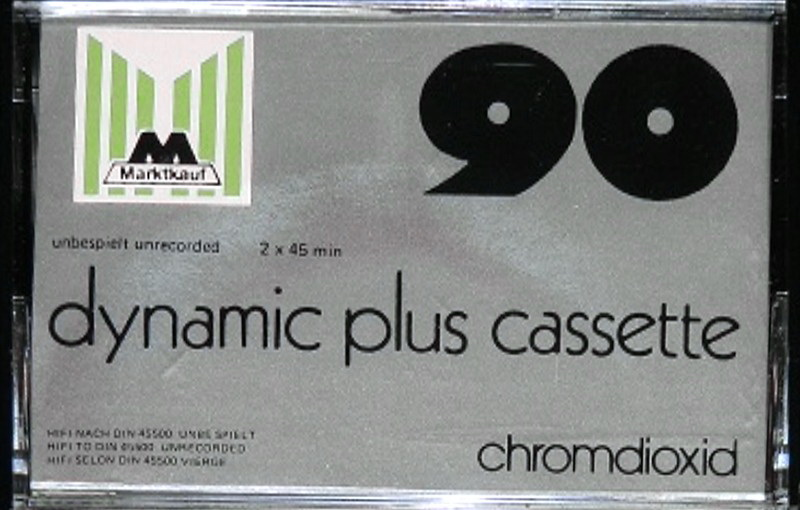 Marktkauf
90
unbespielt unrecorded 2 x 45 min
dynamic plus cassette
HIFI NACH DIN 45500 UNBESPIELT
HIFI TO DIN 45500 UNRECORDED
HIFI SELON DIN 45500 VIERGE
chromdioxid